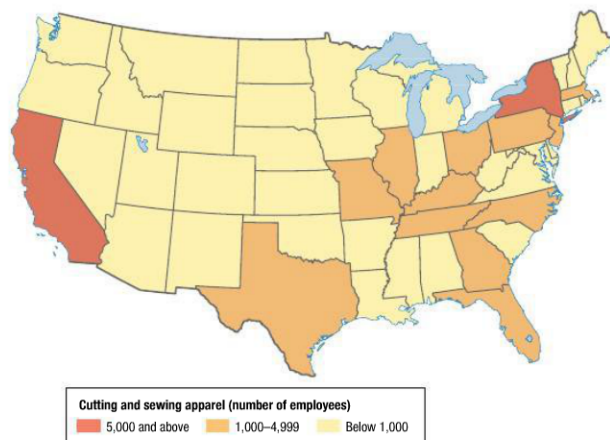 Cutting and sewing apparel (number of employees)
5,000 and above 1,000–4,999 Below 1,000